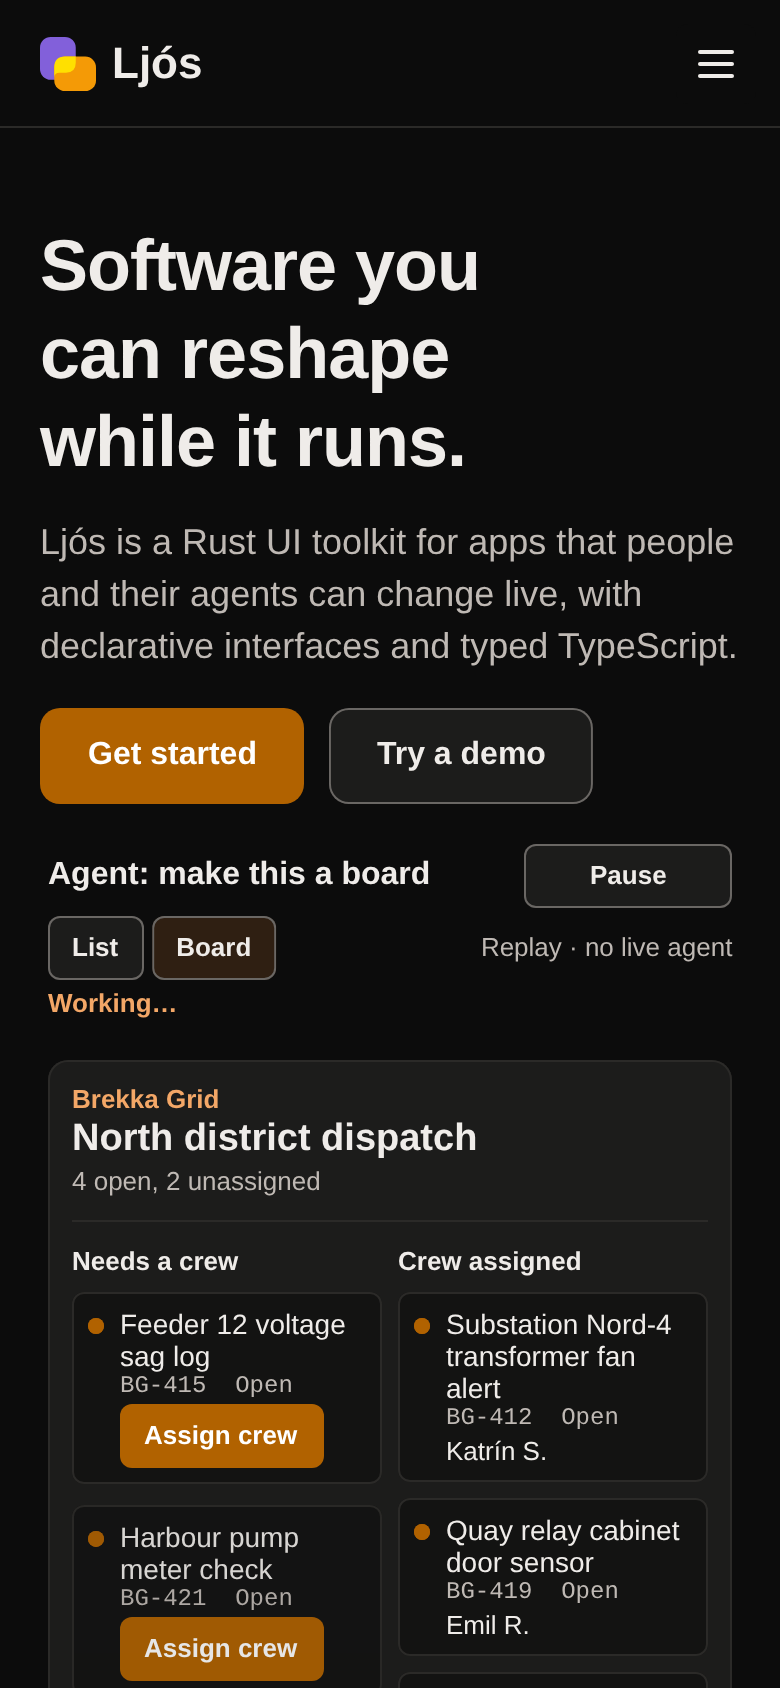 Ljós
Software you
can reshape
while it runs.
Ljós is a Rust UI toolkit for apps that people
and their agents can change live, with
declarative interfaces and typed TypeScript.
Get started
Try a demo
Agent: make this a board
Pause
List
Board
Replay · no live agent
Working…
Brekka Grid
North district dispatch
4 open, 2 unassigned
Needs a crew
Feeder 12 voltage
sag log
BG-415 Open
Assign crew
Harbour pump
meter check
BG-421 Open
Assign crew
Crew assigned
Substation Nord-4
transformer fan
alert
BG-412 Open
Katrín S.
Quay relay cabinet
door sensor
BG-419 Open
Emil R.